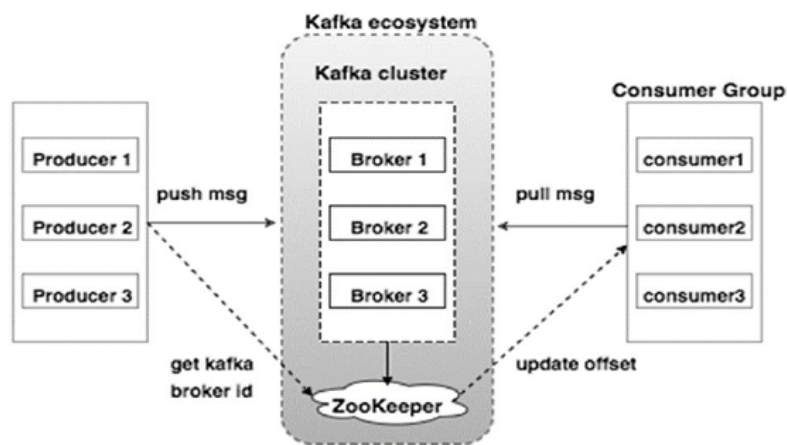 Kafka ecosystem
Kafka cluster
Consumer Group
Producer 1
Broker 1
consumer1
push msg
pull msg
Producer 2
Broker 2
consumer2
Producer 3
Broker 3
consumer3
get kafka
broker id
update offset
ZooKeeper